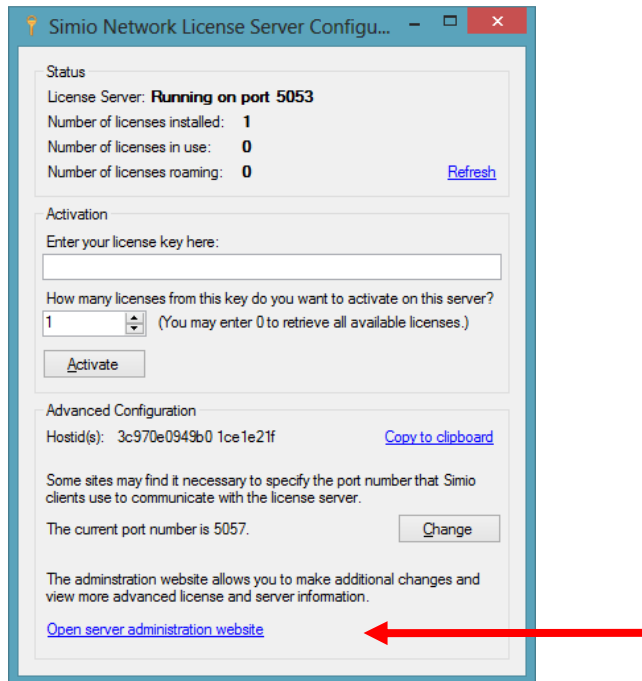 Simio Network License Server Configu...
Status
License Server: Running on port 5053
Number of licenses installed: 1
Number of licenses in use: 0
Number of licenses roaming: 0 Refresh
Activation
Enter your license key here:
How many licenses from this key do you want to activate on this server?
1 (You may enter 0 to retrieve all available licenses.)
Activate
Advanced Configuration
Hostid(s): 3c970e0949b0 1ce1e21f Copy to clipboard
Some sites may find it necessary to specify the port number that Simio
clients use to communicate with the license server.
The current port number is 5057. Change
The adminstration website allows you to make additional changes and
view more advanced license and server information.
Open server administration website